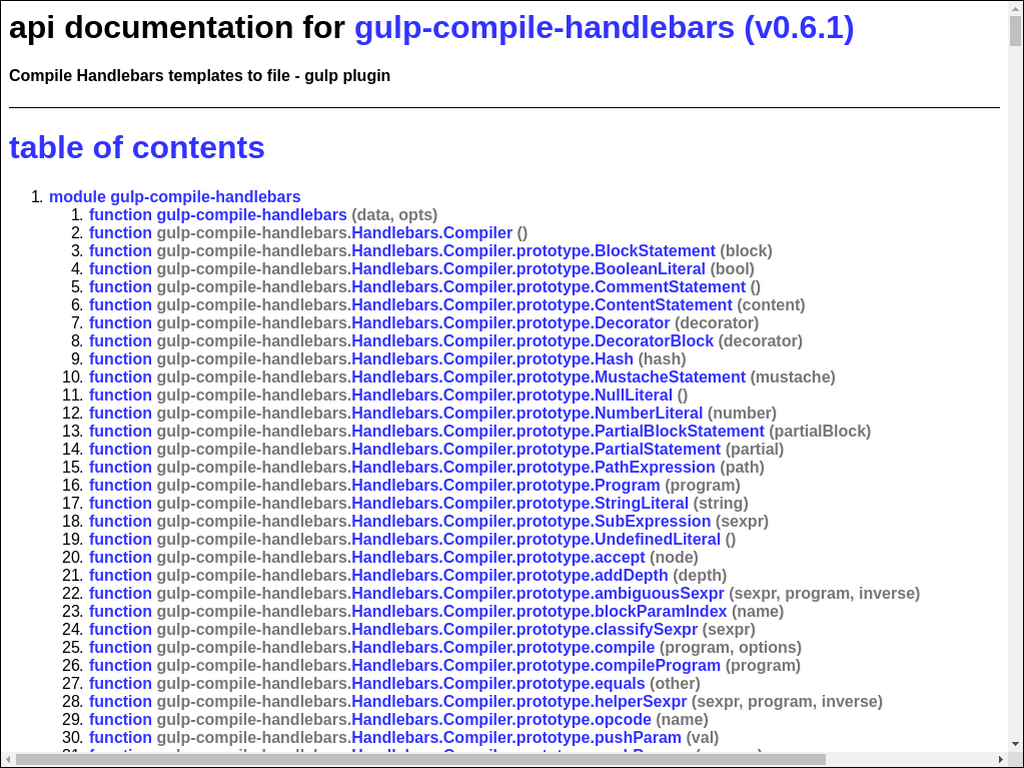 api documentation for gulp-compile-handlebars (v0.6.1)
Compile Handlebars templates to file - gulp plugin
table of contents
1. module gulp-compile-handlebars
1. function gulp-compile-handlebars (data, opts)
2. function gulp-compile-handlebars.Handlebars.Compiler ()
3. function gulp-compile-handlebars.Handlebars.Compiler.prototype.BlockStatement (block)
4. function gulp-compile-handlebars.Handlebars.Compiler.prototype.BooleanLiteral (bool)
5. function gulp-compile-handlebars.Handlebars.Compiler.prototype.CommentStatement ()
6. function gulp-compile-handlebars.Handlebars.Compiler.prototype.ContentStatement (content)
7. function gulp-compile-handlebars.Handlebars.Compiler.prototype.Decorator (decorator)
8. function gulp-compile-handlebars.Handlebars.Compiler.prototype.DecoratorBlock (decorator)
9. function gulp-compile-handlebars.Handlebars.Compiler.prototype.Hash (hash)
10. function gulp-compile-handlebars.Handlebars.Compiler.prototype.MustacheStatement (mustache)
11. function gulp-compile-handlebars.Handlebars.Compiler.prototype.NullLiteral ()
12. function gulp-compile-handlebars.Handlebars.Compiler.prototype.NumberLiteral (number)
13. function gulp-compile-handlebars.Handlebars.Compiler.prototype.PartialBlockStatement (partialBlock)
14. function gulp-compile-handlebars.Handlebars.Compiler.prototype.PartialStatement (partial)
15. function gulp-compile-handlebars.Handlebars.Compiler.prototype.PathExpression (path)
16. function gulp-compile-handlebars.Handlebars.Compiler.prototype.Program (program)
17. function gulp-compile-handlebars.Handlebars.Compiler.prototype.StringLiteral (string)
18. function gulp-compile-handlebars.Handlebars.Compiler.prototype.SubExpression (sexpr)
19. function gulp-compile-handlebars.Handlebars.Compiler.prototype.UndefinedLiteral ()
20. function gulp-compile-handlebars.Handlebars.Compiler.prototype.accept (node)
21. function gulp-compile-handlebars.Handlebars.Compiler.prototype.addDepth (depth)
22. function gulp-compile-handlebars.Handlebars.Compiler.prototype.ambiguousSexpr (sexpr, program, inverse)
23. function gulp-compile-handlebars.Handlebars.Compiler.prototype.blockParamIndex (name)
24. function gulp-compile-handlebars.Handlebars.Compiler.prototype.classifySexpr (sexpr)
25. function gulp-compile-handlebars.Handlebars.Compiler.prototype.compile (program, options)
26. function gulp-compile-handlebars.Handlebars.Compiler.prototype.compileProgram (program)
27. function gulp-compile-handlebars.Handlebars.Compiler.prototype.equals (other)
28. function gulp-compile-handlebars.Handlebars.Compiler.prototype.helperSexpr (sexpr, program, inverse)
29. function gulp-compile-handlebars.Handlebars.Compiler.prototype.opcode (name)
30. function gulp-compile-handlebars.Handlebars.Compiler.prototype.pushParam (val)